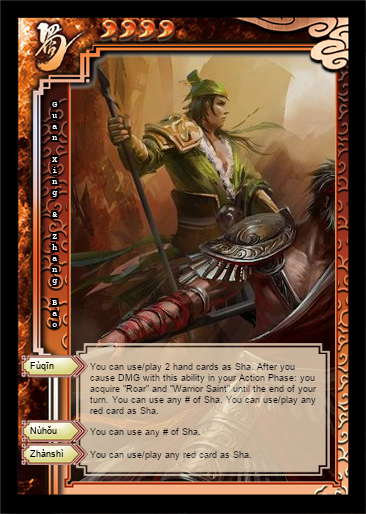 蜀
Guan Xing & Zhang Bao
Fùqīn
You can use/play 2 hand cards as Sha. After you
cause DMG with this ability in your Action Phase: you
acquire "Roar" and "Warrior Saint" until the end of your
turn. You can use any # of Sha. You can use/play any
red card as Sha.
Nùhǒu
You can use any # of Sha.
Zhànshì
You can use/play any red card as Sha.